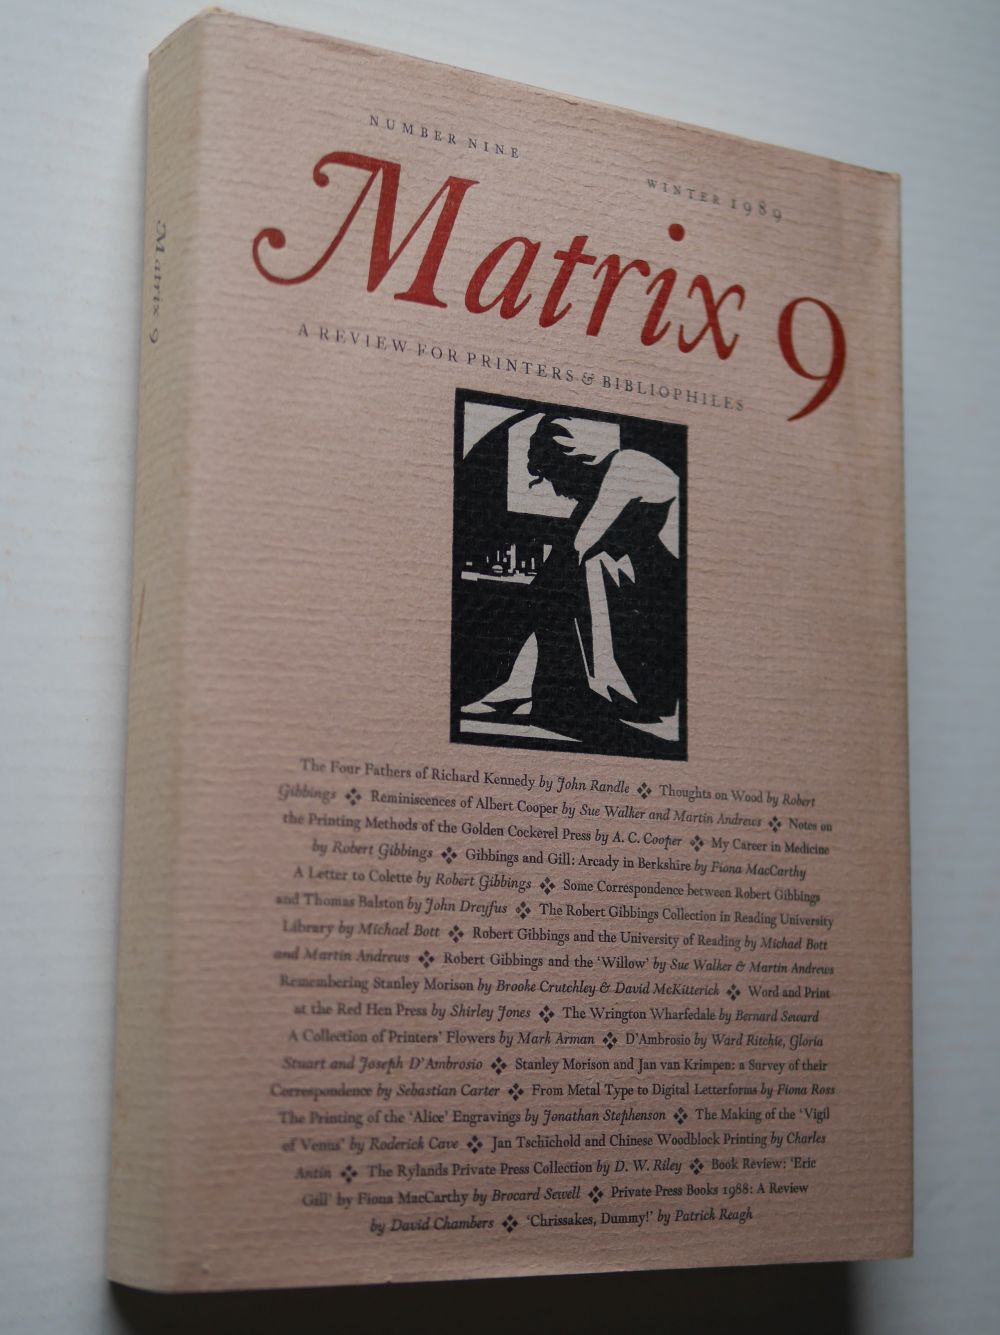 Matrix 9
NUMBER NINE
WINTER 1989
Matrix 9
A REVIEW FOR PRINTERS & BIBLIOPHILES
The Four Fathers of Richard Kennedy by John Randle ❖ Thoughts on Wood by Robert
Gibbings ❖ Reminiscences of Albert Cooper by Sue Walker and Martin Andrews ❖ Notes on
the Printing Methods of the Golden Cockerel Press by A. C. Cooper ❖ My Career in Medicine
by Robert Gibbings ❖ Gibbings and Gill: Arcady in Berkshire by Fiona MacCarthy
A Letter to Colette by Robert Gibbings ❖ Some Correspondence between Robert Gibbings
and Thomas Balston by John Dreyfus ❖ The Robert Gibbings Collection in Reading University
Library by Michael Bott ❖ Robert Gibbings and the University of Reading by Michael Bott
and Martin Andrews ❖ Robert Gibbings and the ‘Willow’ by Sue Walker & Martin Andrews
Remembering Stanley Morison by Brooke Crutchley & David McKitterick ❖ Word and Print
at the Red Hen Press by Shirley Jones ❖ The Wrington Wharfedale by Bernard Seward
A Collection of Printers’ Flowers by Mark Arman ❖ D’Ambrosio by Ward Ritchie, Gloria
Stuart and Joseph D’Ambrosio ❖ Stanley Morison and Jan van Krimpen: a Survey of their
Correspondence by Sebastian Carter ❖ From Metal Type to Digital Letterforms by Fiona Ross
The Printing of the ‘Alice’ Engravings by Jonathan Stephenson ❖ The Making of the ‘Vigil
of Venus’ by Roderick Cave ❖ Jan Tschichold and Chinese Woodblock Printing by Charles
Antin ❖ The Rylands Private Press Collection by D. W. Riley ❖ Book Review: ‘Eric
Gill’ by Fiona MacCarthy by Brocard Sewell ❖ Private Press Books 1988: A Review
by David Chambers ❖ ‘Chrissakes, Dummy!’ by Patrick Reagh